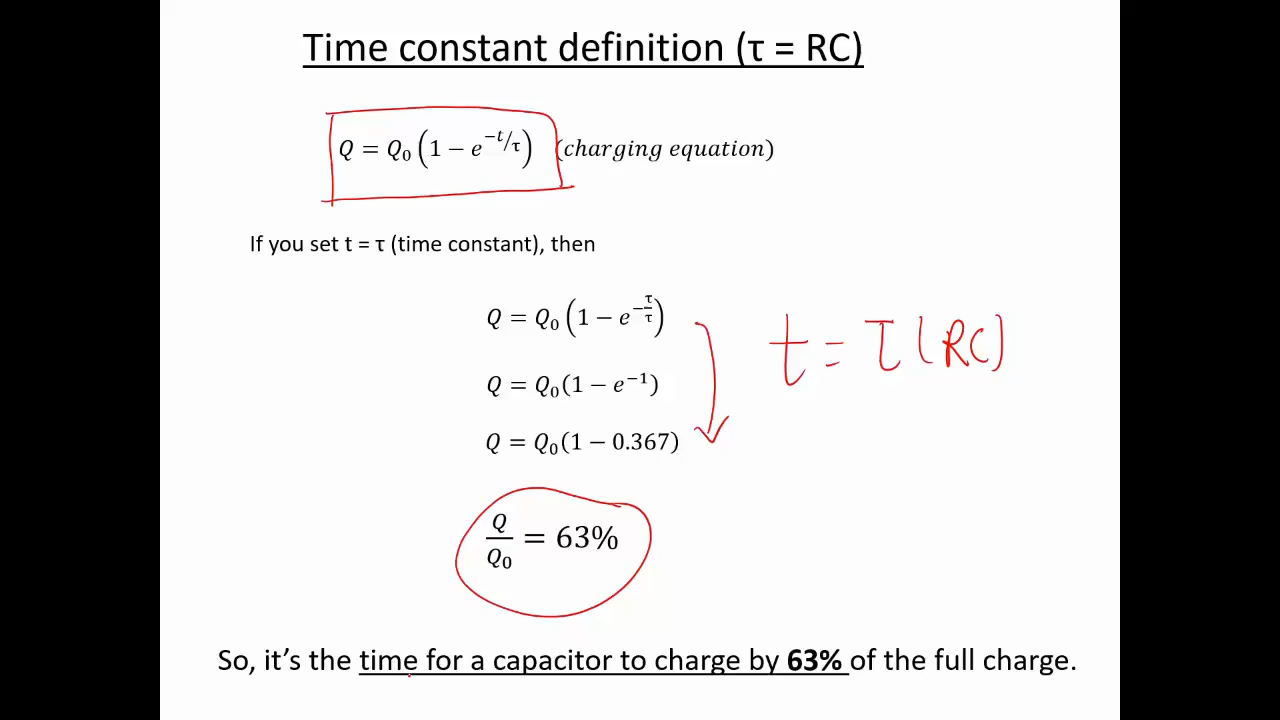 Time constant definition (τ = RC)
Q = Q₀ (1 − e^(−t/τ)) (charging equation)
If you set t = τ (time constant), then
Q = Q₀ (1 − e^(−τ/τ))
t = τ (RC)
Q = Q₀(1 − e⁻¹)
Q = Q₀(1 − 0.367)
Q/Q₀ = 63%
So, it’s the time for a capacitor to charge by 63% of the full charge.